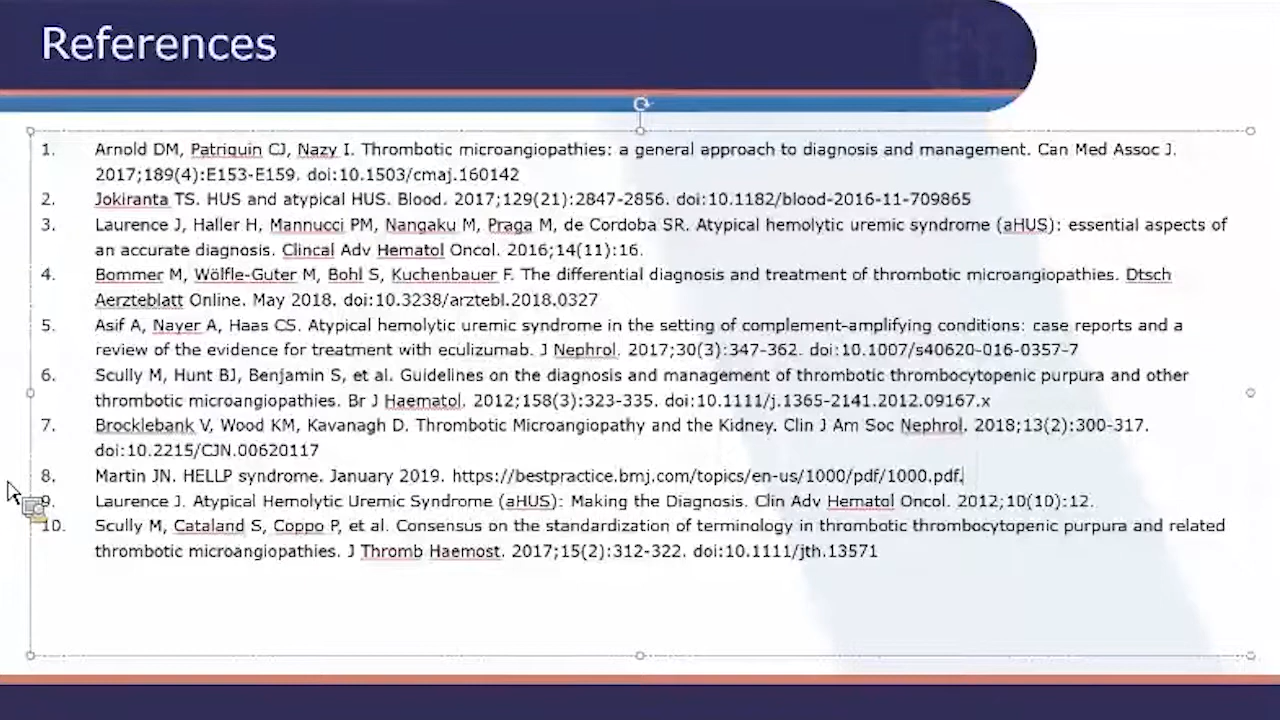 References
1. Arnold DM, Patriquin CJ, Nazy I. Thrombotic microangiopathies: a general approach to diagnosis and management. Can Med Assoc J.
2017;189(4):E153-E159. doi:10.1503/cmaj.160142
2. Jokiranta TS. HUS and atypical HUS. Blood. 2017;129(21):2847-2856. doi:10.1182/blood-2016-11-709865
3. Laurence J, Haller H, Mannucci PM, Nangaku M, Praga M, de Cordoba SR. Atypical hemolytic uremic syndrome (aHUS): essential aspects of
an accurate diagnosis. Clincal Adv Hematol Oncol. 2016;14(11):16.
4. Bommer M, Wölfle-Guter M, Bohl S, Kuchenbauer F. The differential diagnosis and treatment of thrombotic microangiopathies. Dtsch
Aerzteblatt Online. May 2018. doi:10.3238/arztebl.2018.0327
5. Asif A, Nayer A, Haas CS. Atypical hemolytic uremic syndrome in the setting of complement-amplifying conditions: case reports and a
review of the evidence for treatment with eculizumab. J Nephrol. 2017;30(3):347-362. doi:10.1007/s40620-016-0357-7
6. Scully M, Hunt BJ, Benjamin S, et al. Guidelines on the diagnosis and management of thrombotic thrombocytopenic purpura and other
thrombotic microangiopathies. Br J Haematol. 2012;158(3):323-335. doi:10.1111/j.1365-2141.2012.09167.x
7. Brocklebank V, Wood KM, Kavanagh D. Thrombotic Microangiopathy and the Kidney. Clin J Am Soc Nephrol. 2018;13(2):300-317.
doi:10.2215/CJN.00620117
8. Martin JN. HELLP syndrome. January 2019. https://bestpractice.bmj.com/topics/en-us/1000/pdf/1000.pdf.
9. Laurence J. Atypical Hemolytic Uremic Syndrome (aHUS): Making the Diagnosis. Clin Adv Hematol Oncol. 2012;10(10):12.
10. Scully M, Cataland S, Coppo P, et al. Consensus on the standardization of terminology in thrombotic thrombocytopenic purpura and related
thrombotic microangiopathies. J Thromb Haemost. 2017;15(2):312-322. doi:10.1111/jth.13571